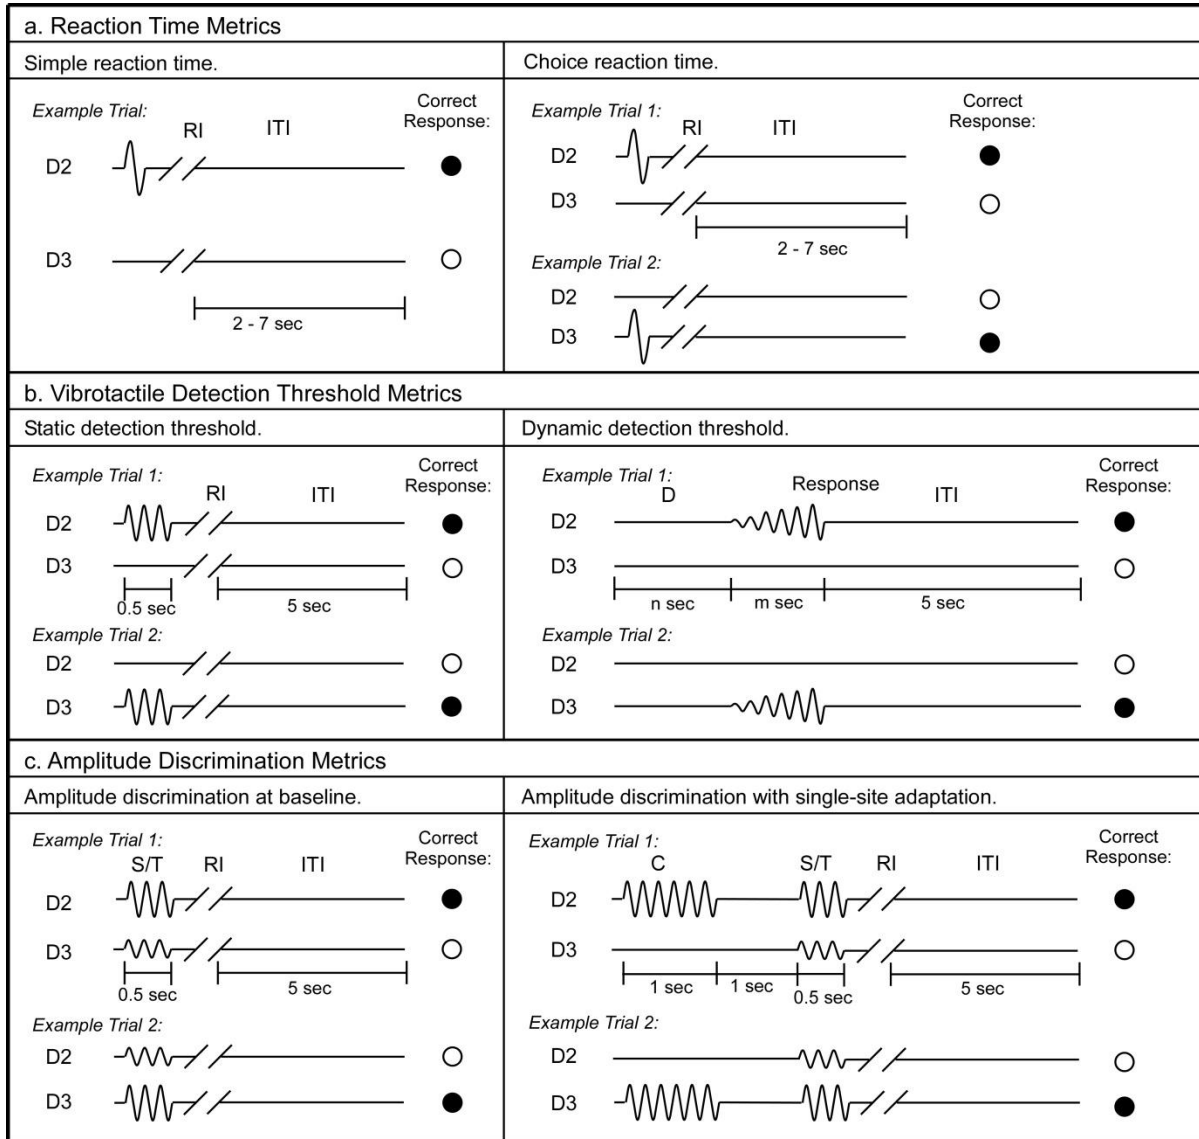 a. Reaction Time Metrics
Simple reaction time.
Example Trial:
Correct
Response:
RI
ITI
D2
D3
2 - 7 sec
Choice reaction time.
Example Trial 1:
Correct
Response:
RI
ITI
D2
D3
2 - 7 sec
Example Trial 2:
D2
D3
b. Vibrotactile Detection Threshold Metrics
Static detection threshold.
Example Trial 1:
Correct
Response:
RI
ITI
D2
D3
0.5 sec
5 sec
Example Trial 2:
D2
D3
Dynamic detection threshold.
Example Trial 1:
Correct
Response:
D
Response
ITI
D2
D3
n sec
m sec
5 sec
Example Trial 2:
D2
D3
c. Amplitude Discrimination Metrics
Amplitude discrimination at baseline.
Example Trial 1:
Correct
Response:
S/T
RI
ITI
D2
D3
0.5 sec
5 sec
Example Trial 2:
D2
D3
Amplitude discrimination with single-site adaptation.
Example Trial 1:
Correct
Response:
C
S/T
RI
ITI
D2
D3
1 sec
1 sec
0.5 sec
5 sec
Example Trial 2:
D2
D3